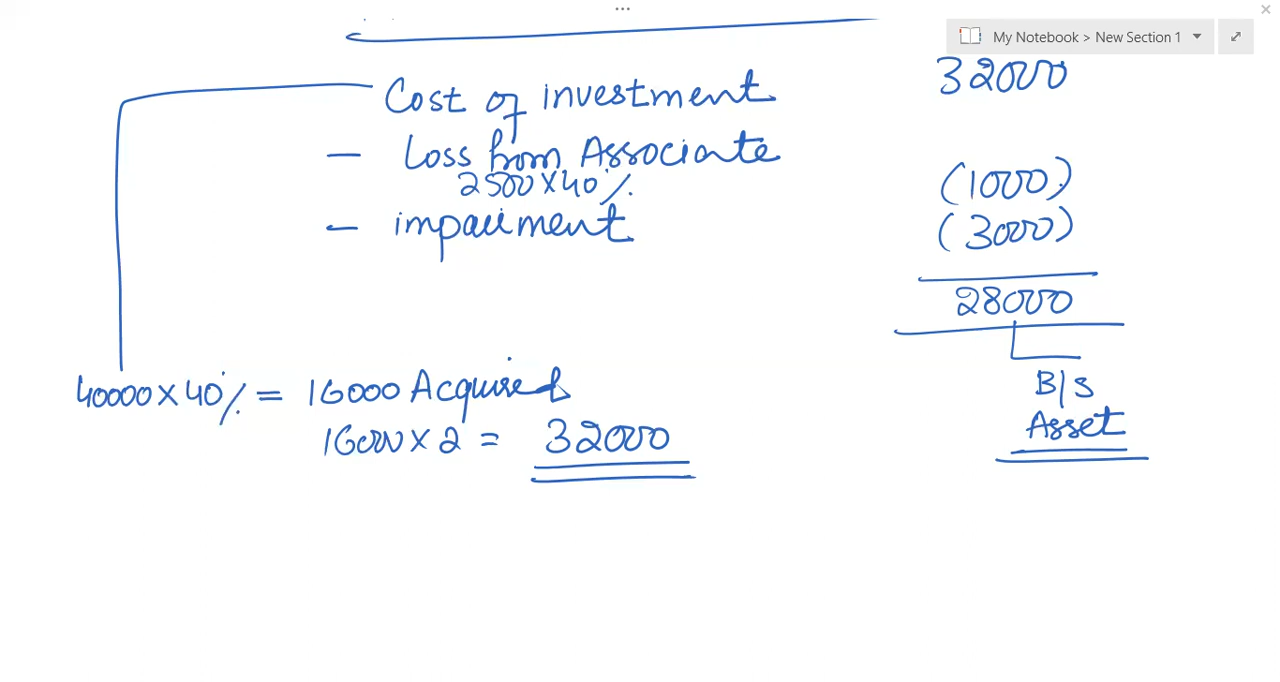 My Notebook > New Section 1
Cost of investment 32000
— Loss from Associate
2500 X 40% (1000)
— impairment (3000)
28000
40000 X 40% = 16000 Acquired
B/S
16000 X 2 = 32000
Asset